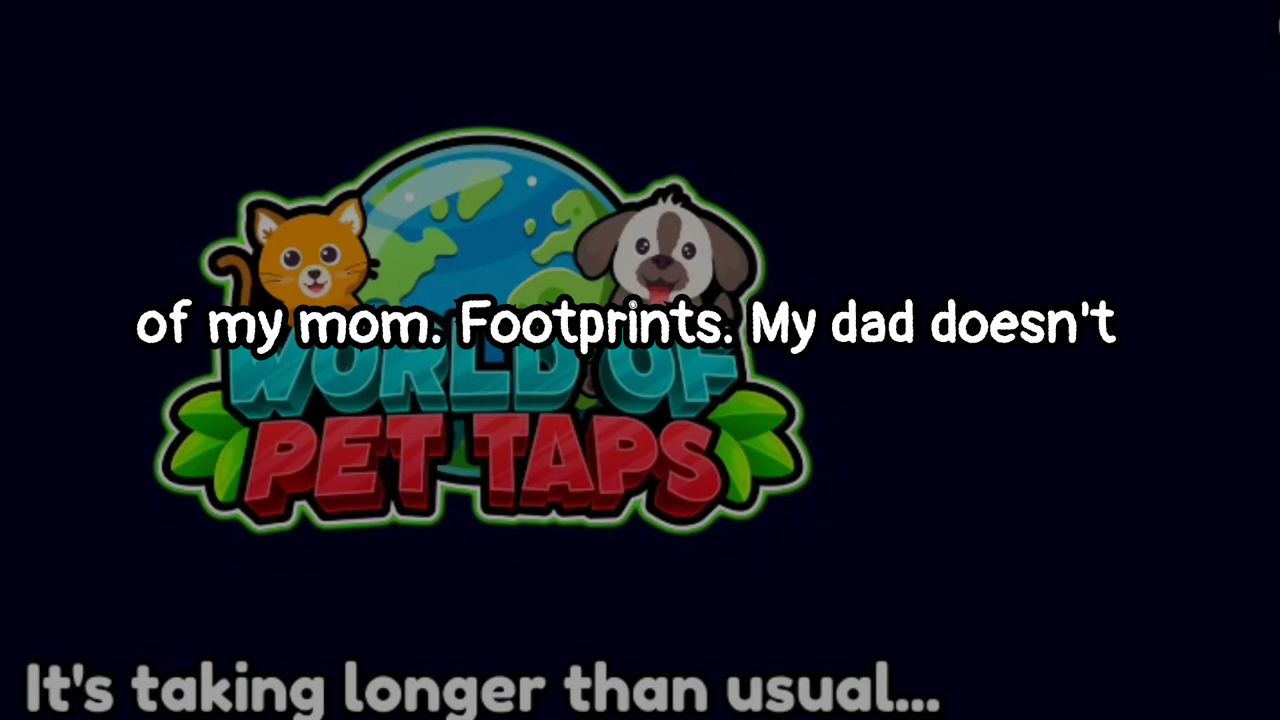 of my mom. Footprints. My dad doesn't
WORLD OF
PET TAPS
It's taking longer than usual...